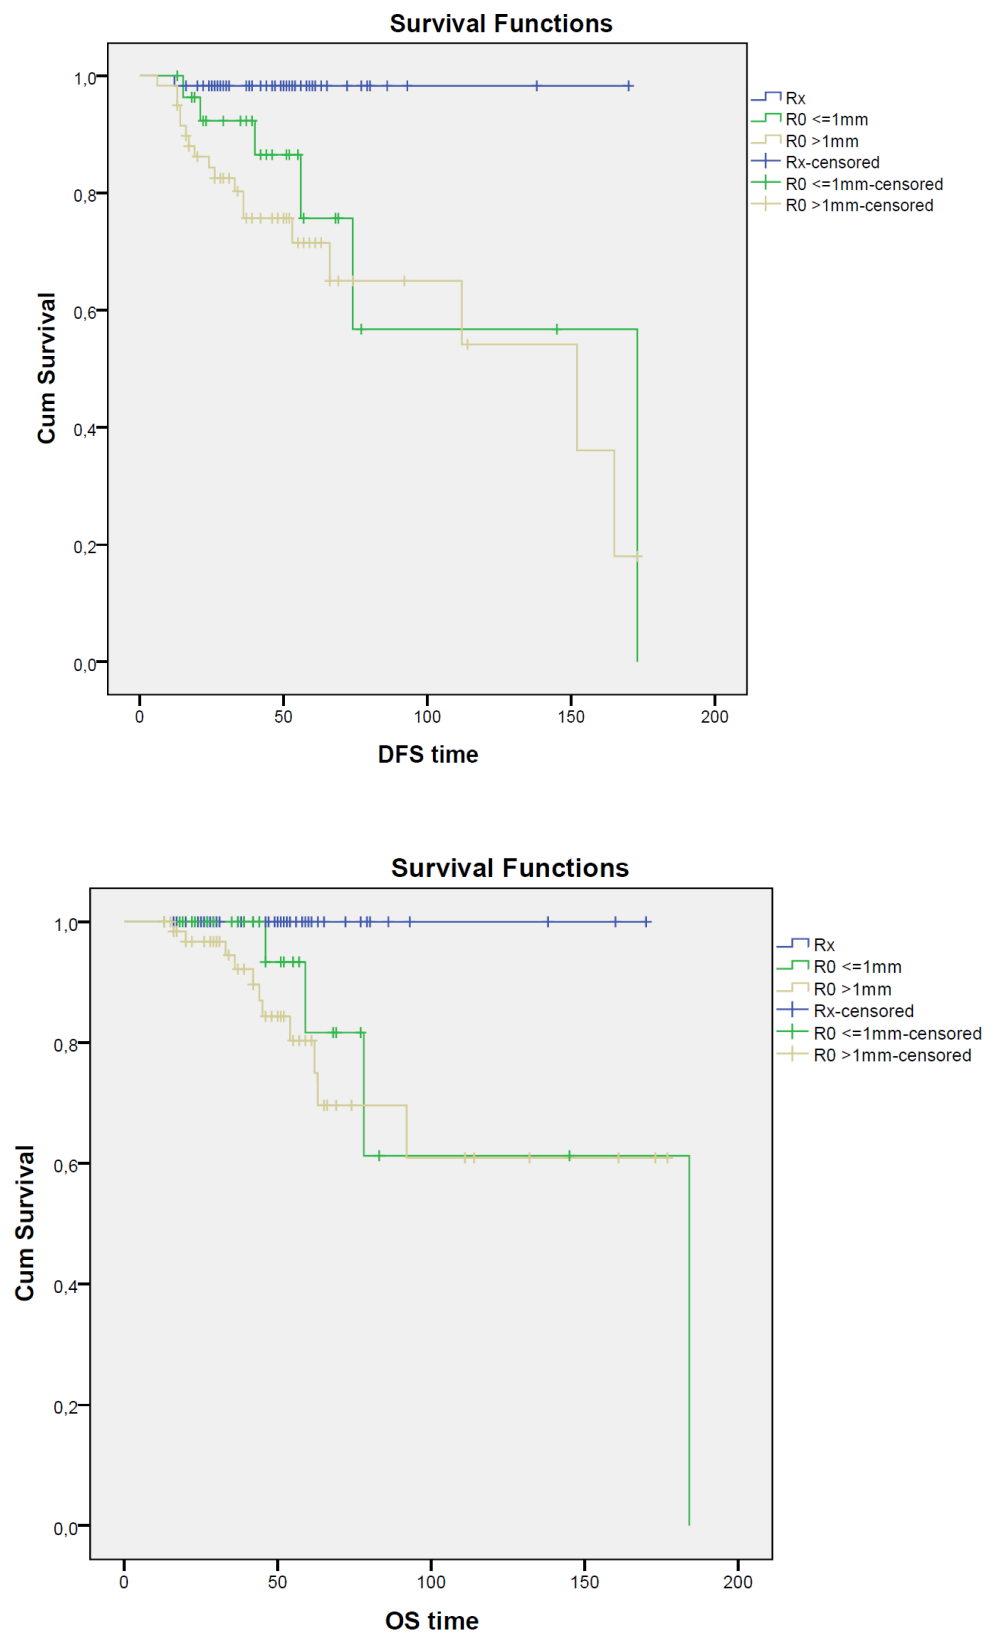 Survival Functions
1,0
0,8
0,6
0,4
0,2
0,0
Cum Survival
0 50 100 150 200
DFS time
Rx
R0 <=1mm
R0 >1mm
Rx-censored
R0 <=1mm-censored
R0 >1mm-censored
Survival Functions
1,0
0,8
0,6
0,4
0,2
0,0
Cum Survival
0 50 100 150 200
OS time
Rx
R0 <=1mm
R0 >1mm
Rx-censored
R0 <=1mm-censored
R0 >1mm-censored